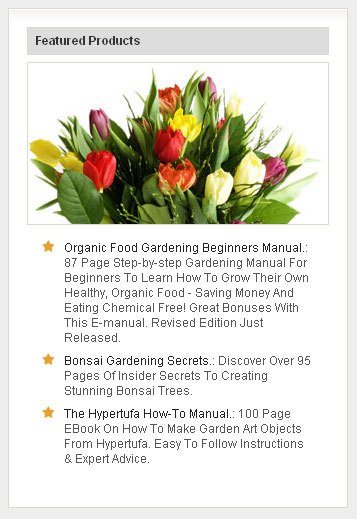 Featured Products
Organic Food Gardening Beginners Manual.:
87 Page Step-by-step Gardening Manual For
Beginners To Learn How To Grow Their Own
Healthy, Organic Food - Saving Money And
Eating Chemical Free! Great Bonuses With
This E-manual. Revised Edition Just
Released.
Bonsai Gardening Secrets.: Discover Over 95
Pages Of Insider Secrets To Creating
Stunning Bonsai Trees.
The Hypertufa How-To Manual.: 100 Page
EBook On How To Make Garden Art Objects
From Hypertufa. Easy To Follow Instructions
& Expert Advice.